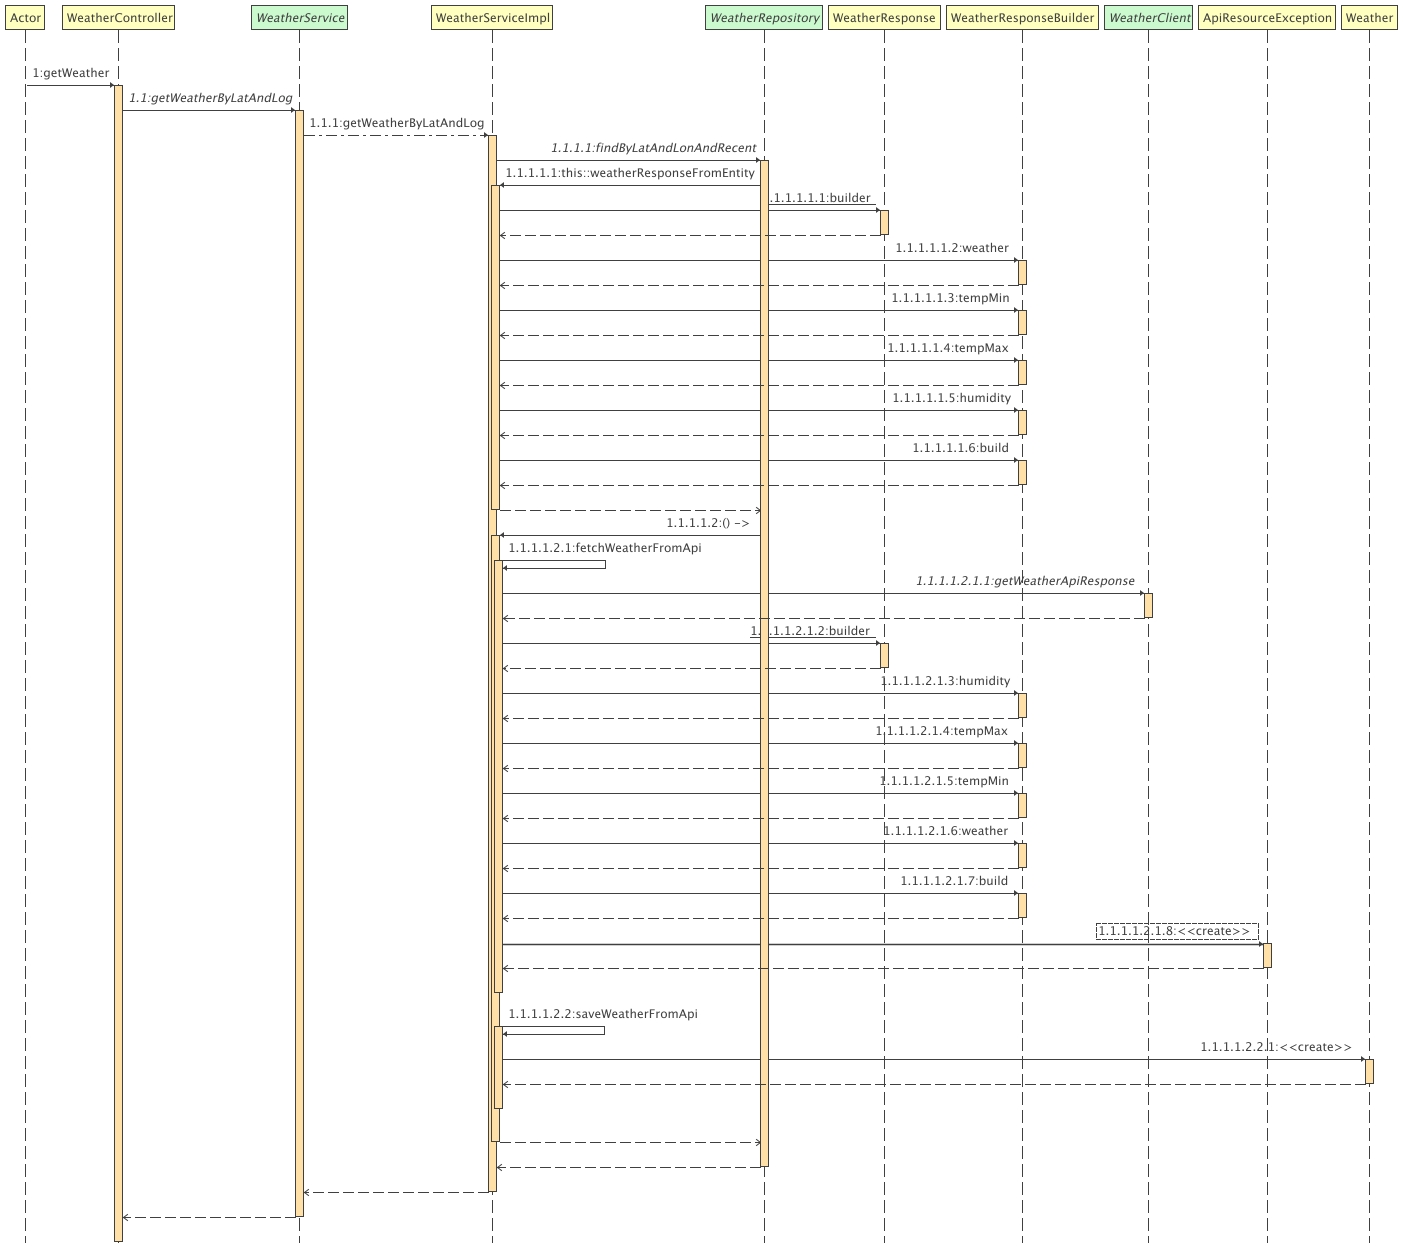 Actor
WeatherController
WeatherService
WeatherServiceImpl
WeatherRepository
WeatherResponse
WeatherResponseBuilder
WeatherClient
ApiResourceException
Weather
1:getWeather
1.1:getWeatherByLatAndLog
1.1.1:getWeatherByLatAndLog
1.1.1.1:findByLatAndLonAndRecent
1.1.1.1.1:this::weatherResponseFromEntity
.1.1.1.1.1:builder
1.1.1.1.1.2:weather
1.1.1.1.1.3:tempMin
1.1.1.1.1.4:tempMax
1.1.1.1.1.5:humidity
1.1.1.1.1.6:build
1.1.1.1.2:() ->
1.1.1.1.2.1:fetchWeatherFromApi
1.1.1.1.2.1.1:getWeatherApiResponse
1.1.1.1.2.1.2:builder
1.1.1.1.2.1.3:humidity
1.1.1.1.2.1.4:tempMax
1.1.1.1.2.1.5:tempMin
1.1.1.1.2.1.6:weather
1.1.1.1.2.1.7:build
1.1.1.1.2.1.8:<<create>>
1.1.1.1.2.2:saveWeatherFromApi
1.1.1.1.2.2.1:<<create>>